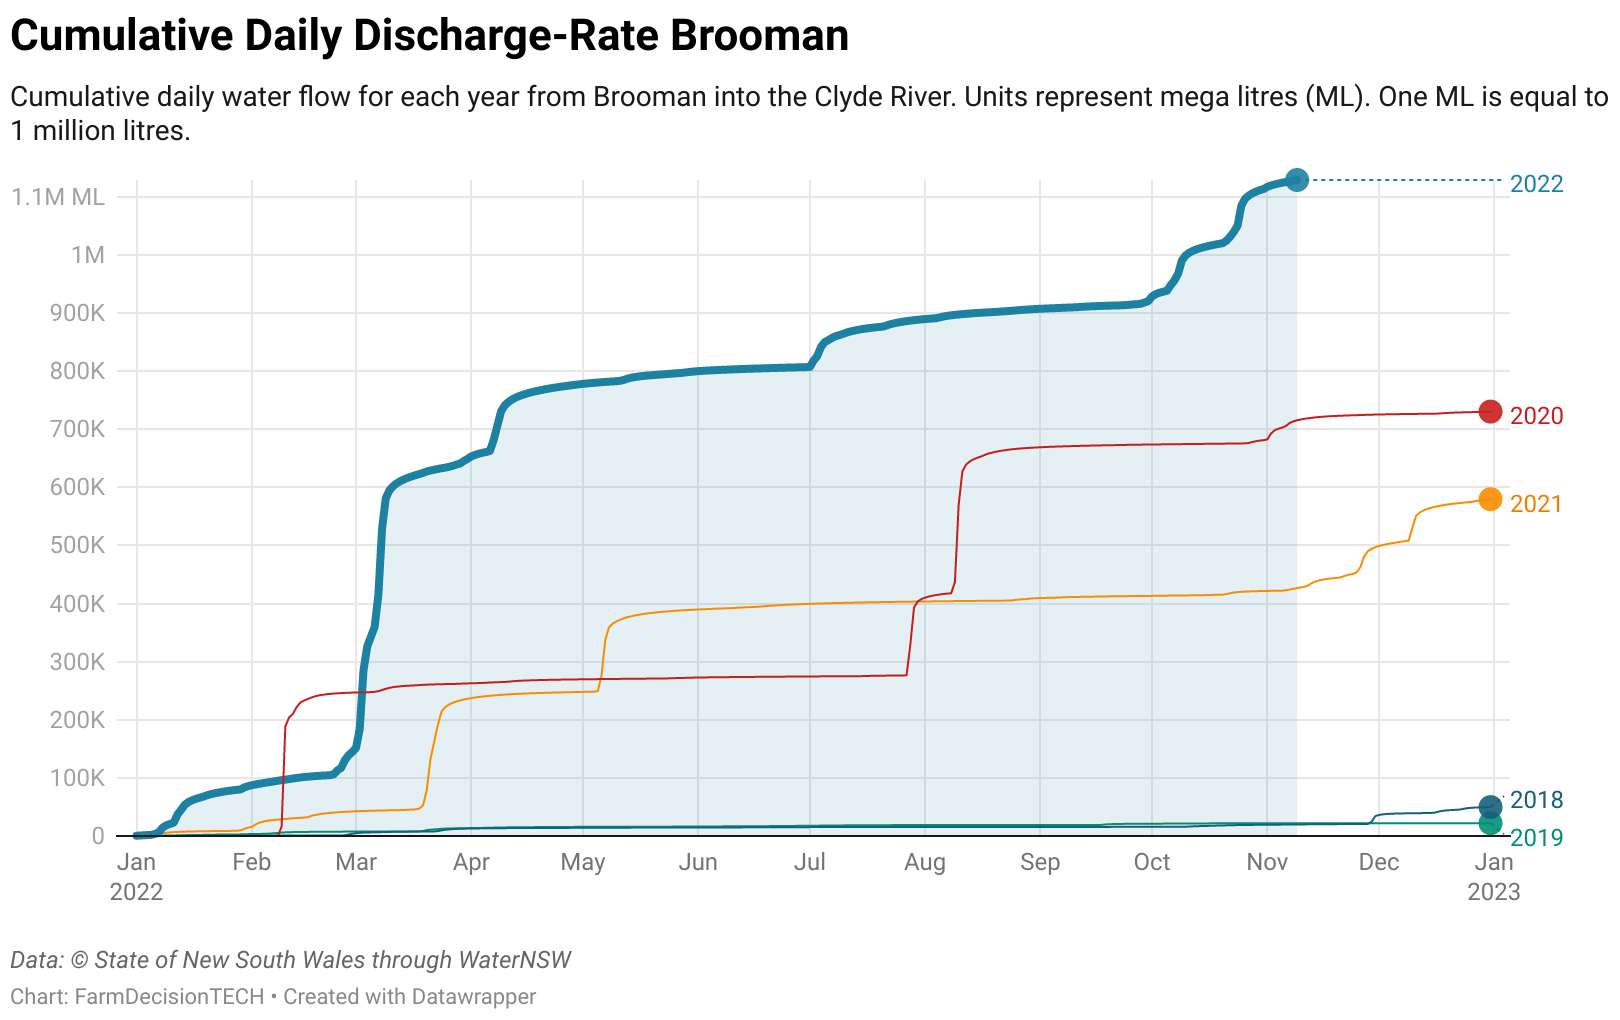 Cumulative Daily Discharge-Rate Brooman
Cumulative daily water flow for each year from Brooman into the Clyde River. Units represent mega litres (ML). One ML is equal to
1 million litres.
1.1M ML
1M
900K
800K
700K
600K
500K
400K
300K
200K
100K
0
2022
2020
2021
2018
2019
Jan Feb Mar Apr May Jun Jul Aug Sep Oct Nov Dec Jan
2022 2023
Data: © State of New South Wales through WaterNSW
Chart: FarmDecisionTECH • Created with Datawrapper